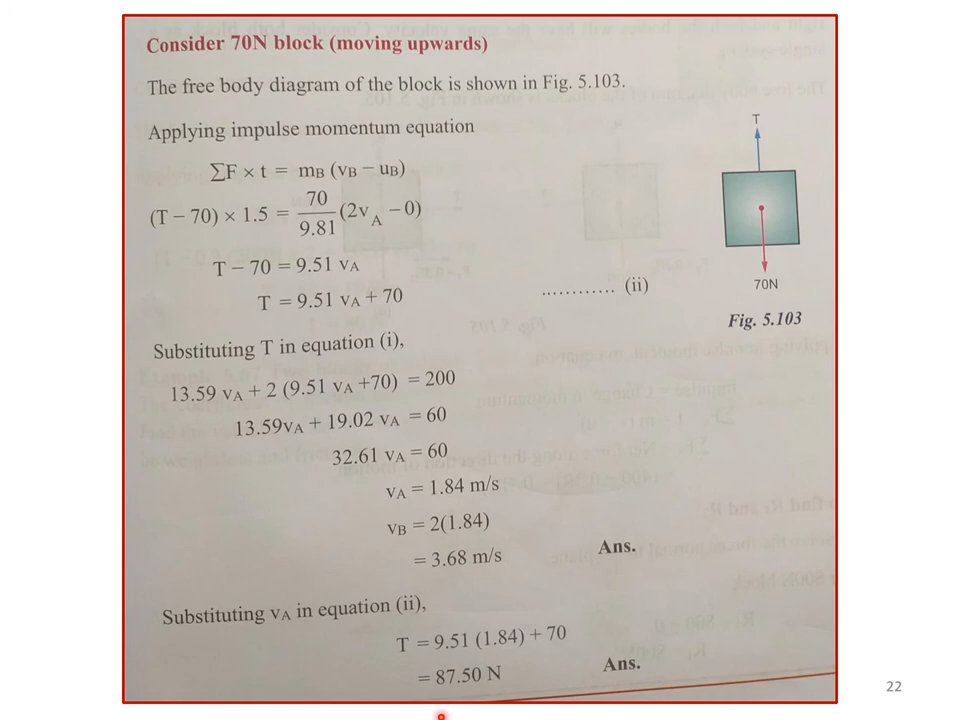 Consider 70N block (moving upwards)
The free body diagram of the block is shown in Fig. 5.103.
Applying impulse momentum equation
∑F × t = mB (vB – uB)
(T – 70) × 1.5 = 70/9.81 (2vA – 0)
T – 70 = 9.51 vA
T = 9.51 vA + 70 ............ (ii)
T
70N
Fig. 5.103
Substituting T in equation (i),
13.59 vA + 2 (9.51 vA +70) = 200
13.59vA + 19.02 vA = 60
32.61 vA = 60
vA = 1.84 m/s
vB = 2(1.84)
= 3.68 m/s Ans.
Substituting vA in equation (ii),
T = 9.51 (1.84) + 70
= 87.50 N Ans.
22